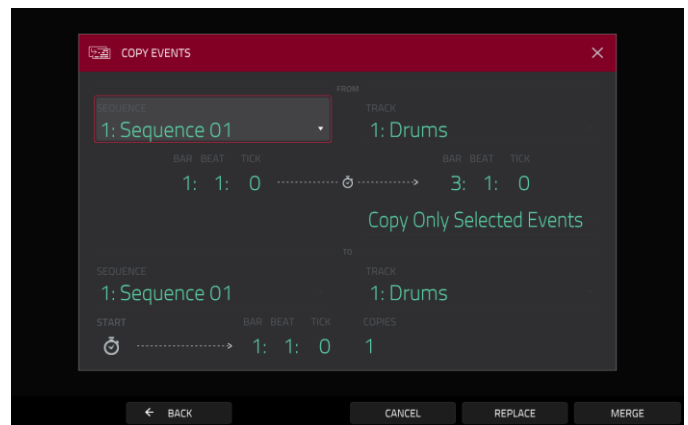 COPY EVENTS
FROM
SEQUENCE TRACK
1: Sequence 01 1: Drums
BAR BEAT TICK BAR BEAT TICK
1: 1: 0 3: 1: 0
Copy Only Selected Events
TO
SEQUENCE TRACK
1: Sequence 01 1: Drums
START BAR BEAT TICK COPIES
1: 1: 0 1
BACK CANCEL REPLACE MERGE